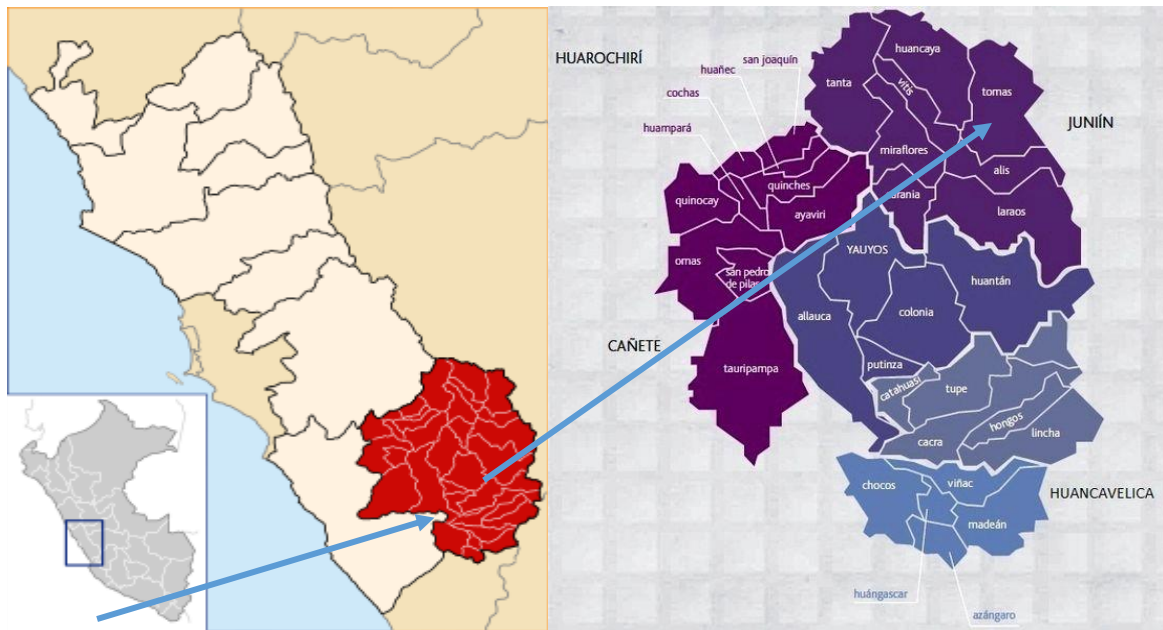 HUAROCHIRÍ
san joaquín
huañec
cochas
huampará
huancaya
tanta
vitis
tomas
JUNIÍN
miraflores
alis
quinches
quinocay
ayaviri
laraos
omas
YAUYOS
san pedro
de pilas
huantán
allauca
colonia
CAÑETE
putinza
tauripampa
catahuasi
tupe
hongos
lincha
cacra
chocos
viñac
HUANCAVELICA
madeán
huángascar
azángaro